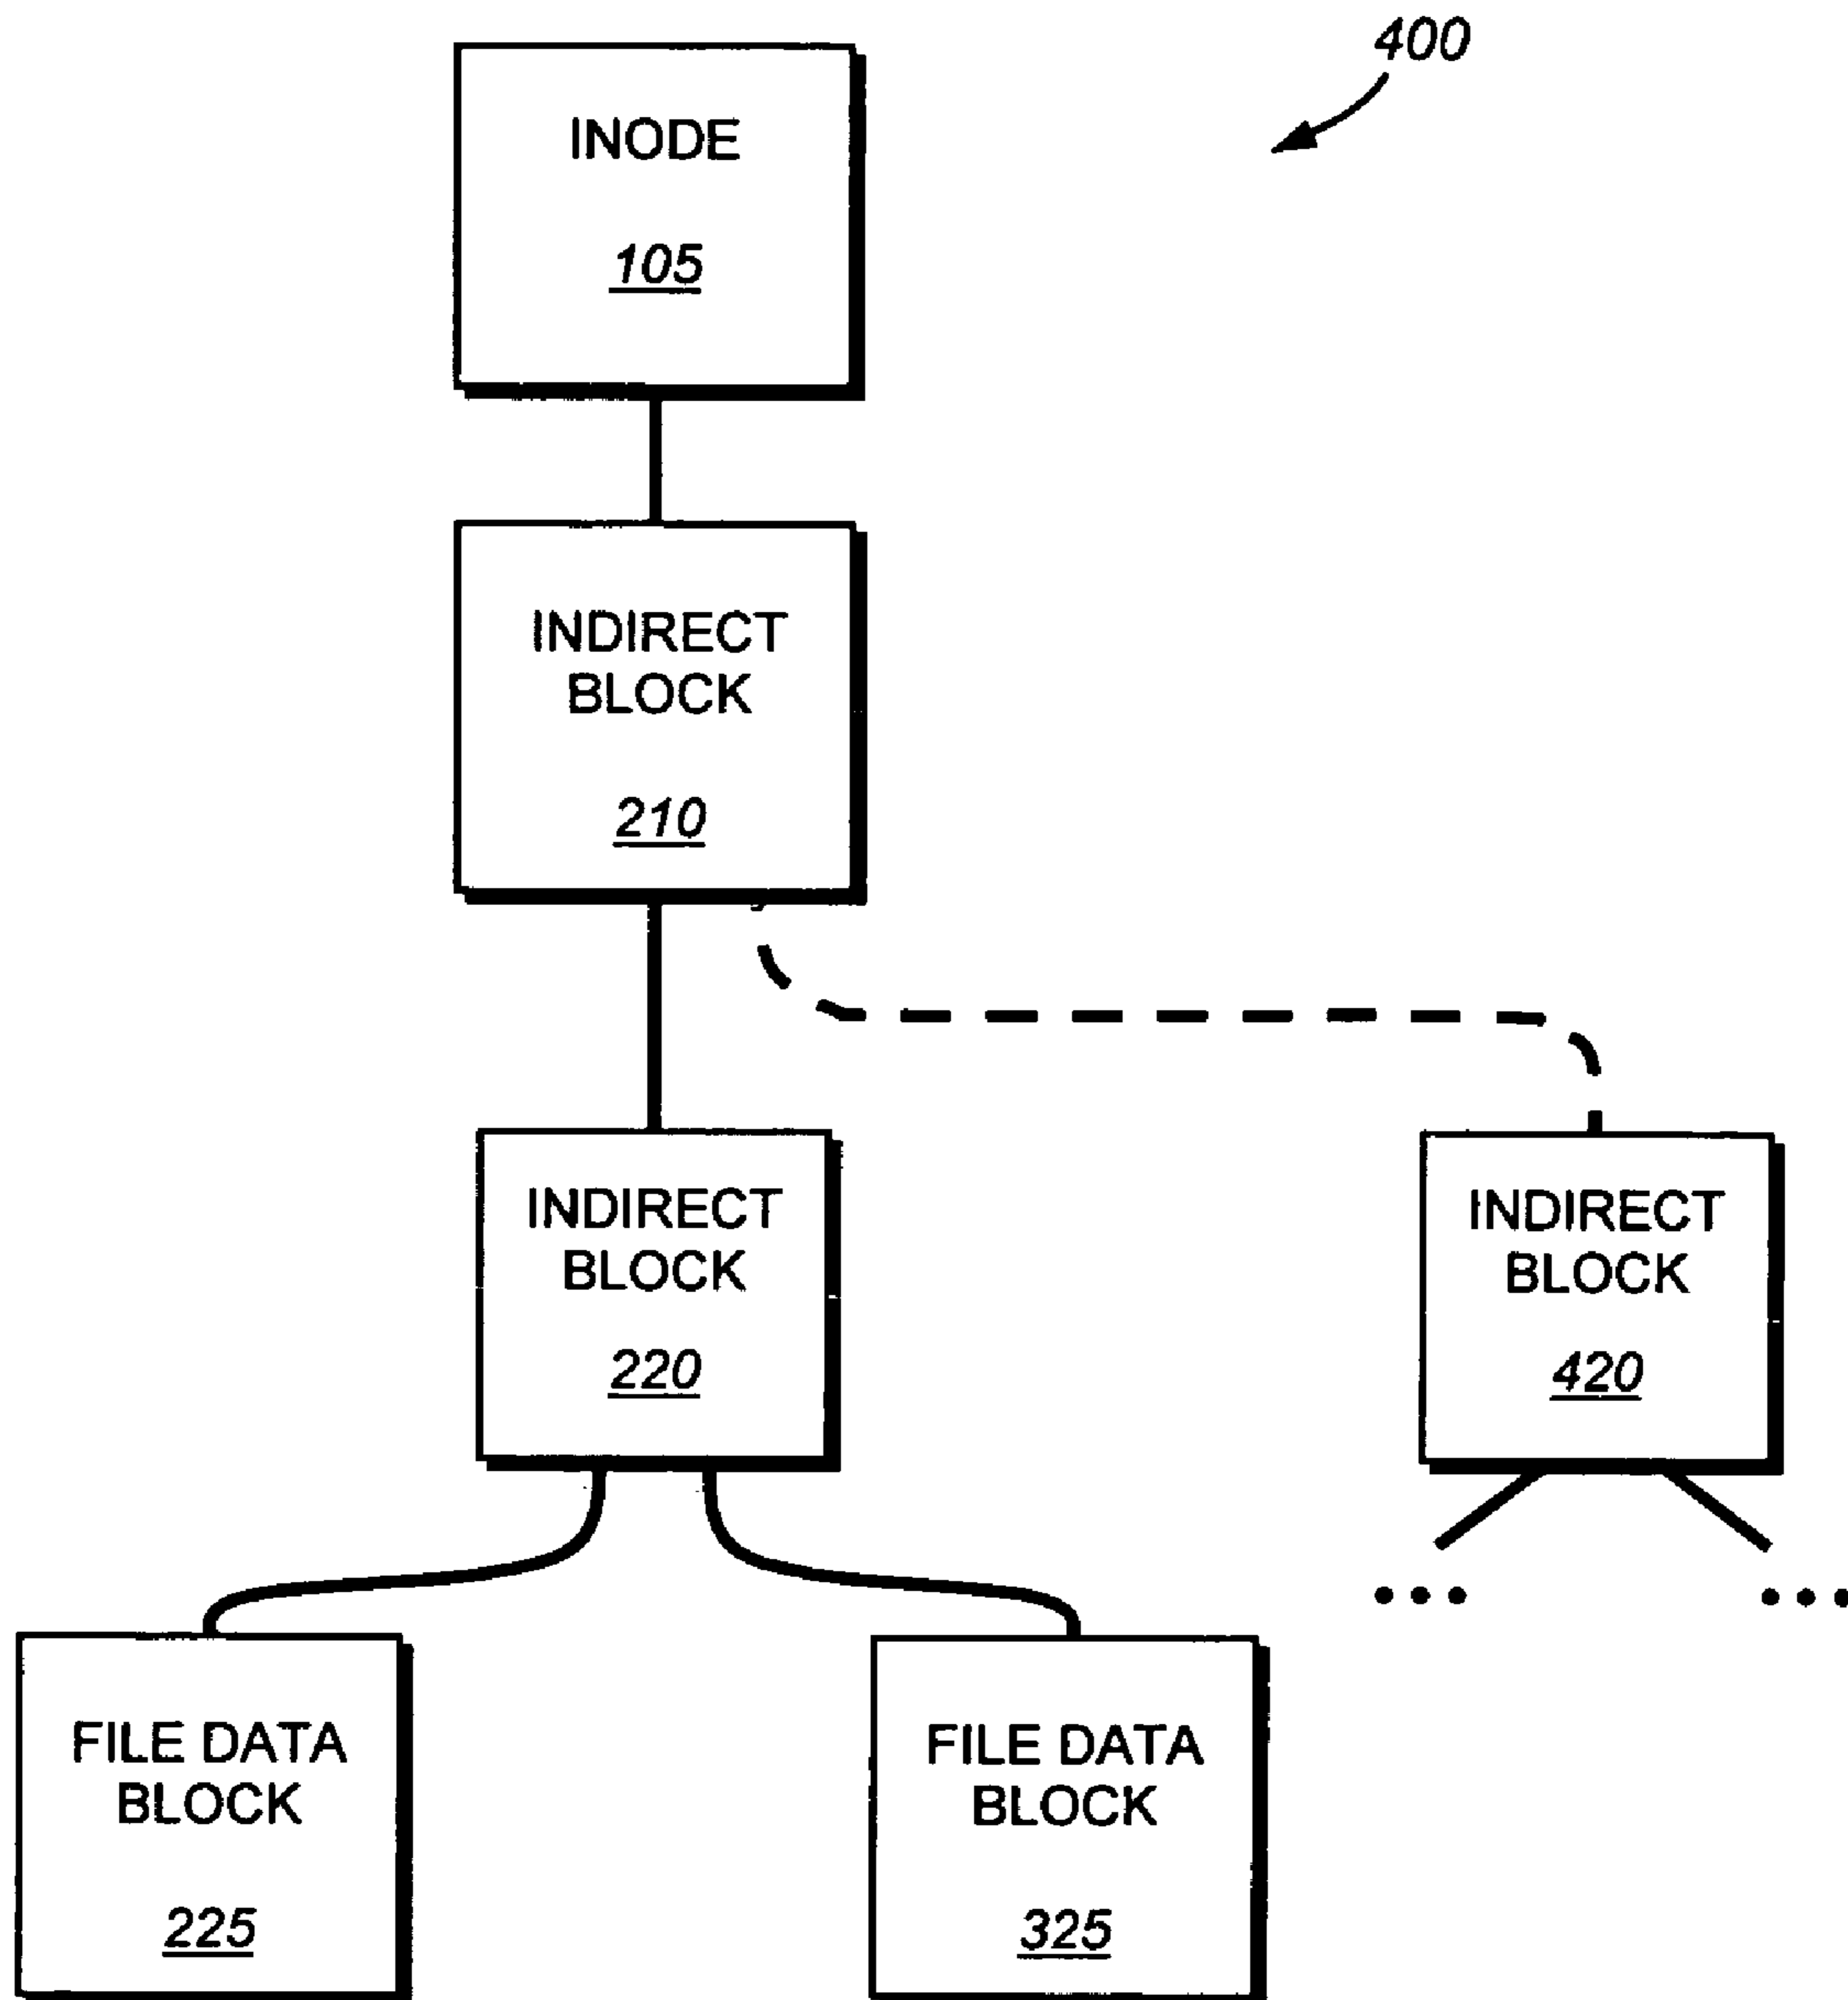 400
INODE
105
INDIRECT
BLOCK
210
INDIRECT
BLOCK
220
INDIRECT
BLOCK
420
FILE DATA
BLOCK
225
FILE DATA
BLOCK
325